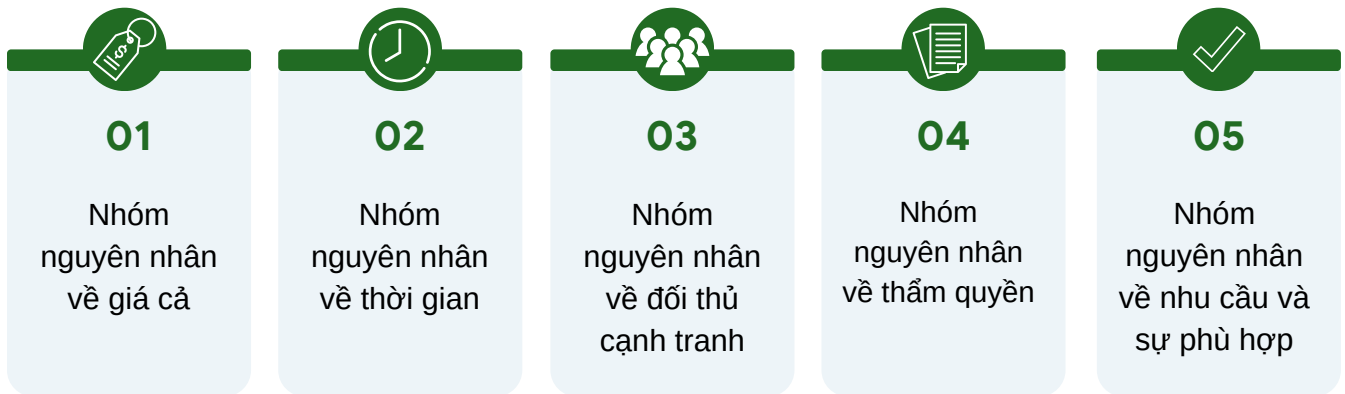 01
Nhóm
nguyên nhân
về giá cả
02
Nhóm
nguyên nhân
về thời gian
03
Nhóm
nguyên nhân
về đối thủ
cạnh tranh
04
Nhóm
nguyên nhân
về thẩm quyền
05
Nhóm
nguyên nhân
về nhu cầu và
sự phù hợp